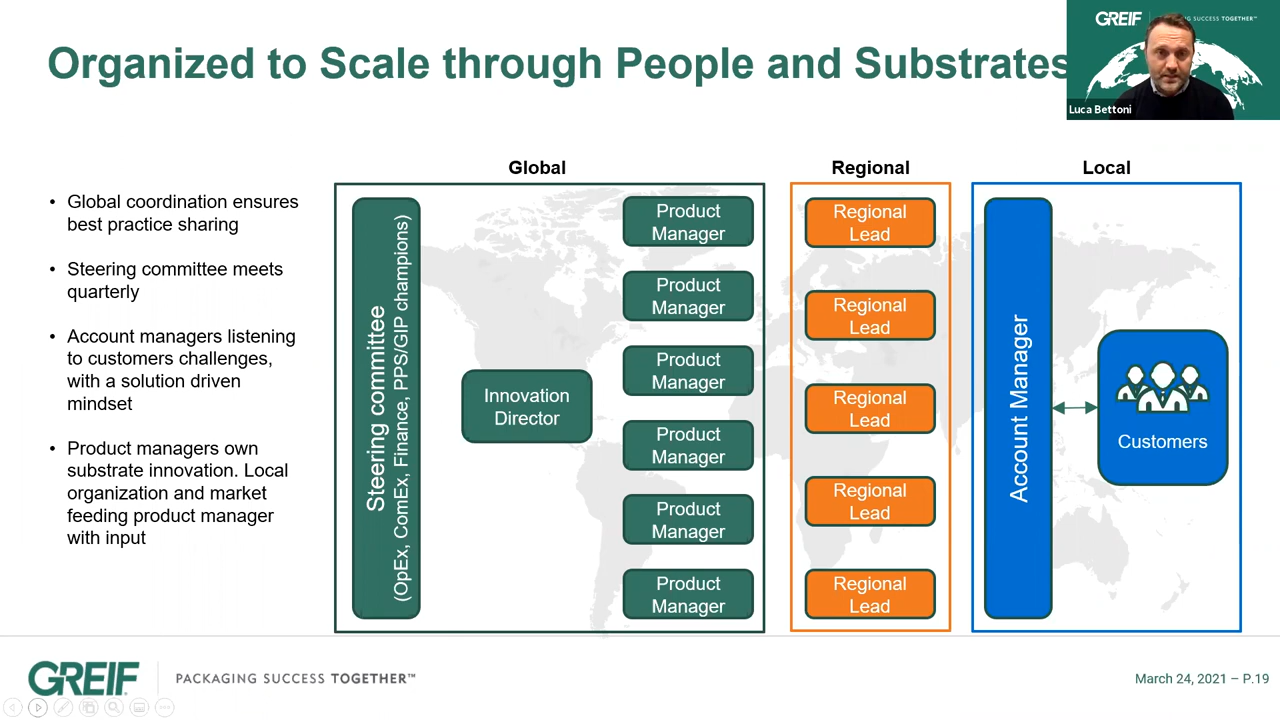 Organized to Scale through People and Substrates
GREIF
SUCCESS TOGETHER™
Luca Bettoni
• Global coordination ensures
best practice sharing
• Steering committee meets
quarterly
• Account managers listening
to customers challenges,
with a solution driven
mindset
• Product managers own
substrate innovation. Local
organization and market
feeding product manager
with input
Global
Steering committee
(OpEx, ComEx, Finance, PPS/GIP champions)
Innovation
Director
Product
Manager
Product
Manager
Product
Manager
Product
Manager
Product
Manager
Product
Manager
Regional
Regional
Lead
Regional
Lead
Regional
Lead
Regional
Lead
Regional
Lead
Local
Account Manager
Customers
GREIF
PACKAGING SUCCESS TOGETHER™
March 24, 2021 – P.19